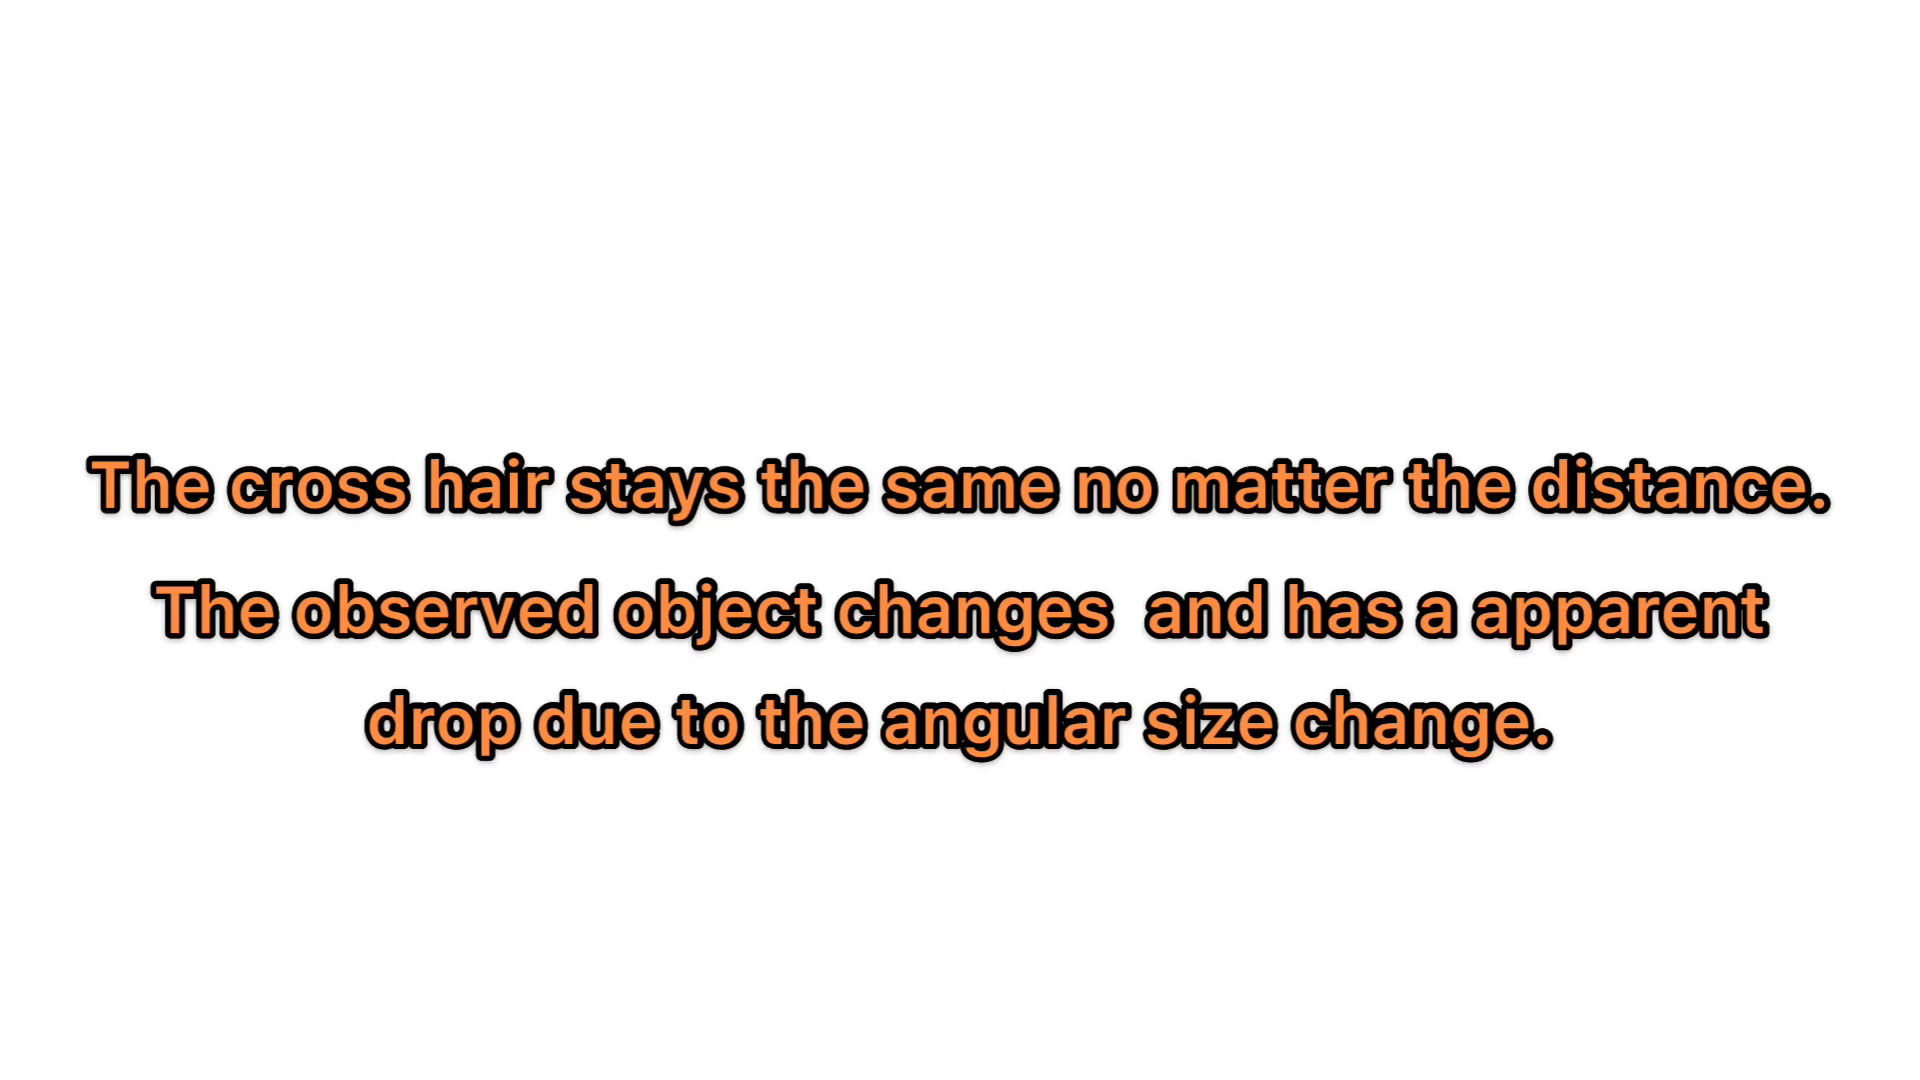 The cross hair stays the same no matter the distance.
The observed object changes  and has a apparent
drop due to the angular size change.